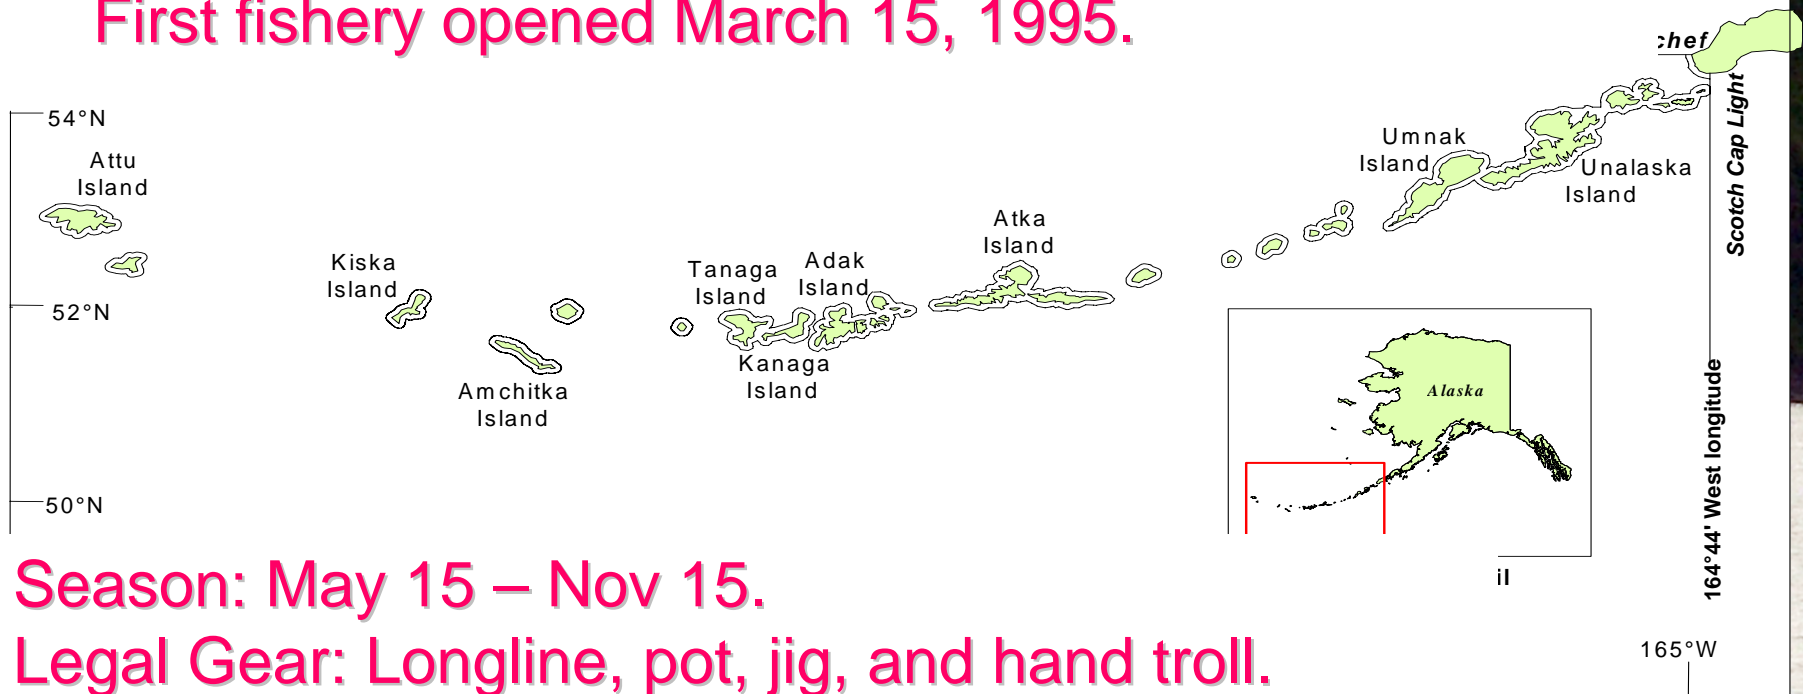 First fishery opened March 15, 1995.
chef
54°N
Attu
Island
Scotch Cap Light
Umnak
Island
Unalaska
Island
Atka
Island
Kiska
Island
Tanaga
Island
Adak
Island
52°N
Kanaga
Island
Amchitka
Island
Alaska
164°44' West longitude
50°N
Season: May 15 – Nov 15.
il
Legal Gear: Longline, pot, jig, and hand troll.
165°W